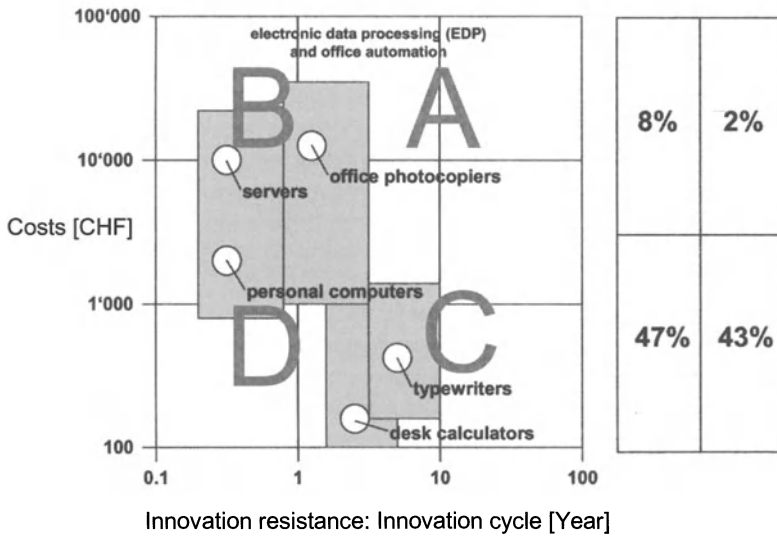 100'000
electronic data processing (EDP)
and office automation
B A
8% 2%
10'000
office photocopiers
servers
Costs [CHF]
personal computers
1'000
D C
47% 43%
typewriters
desk calculators
100
0.1 1 10 100
Innovation resistance: Innovation cycle [Year]